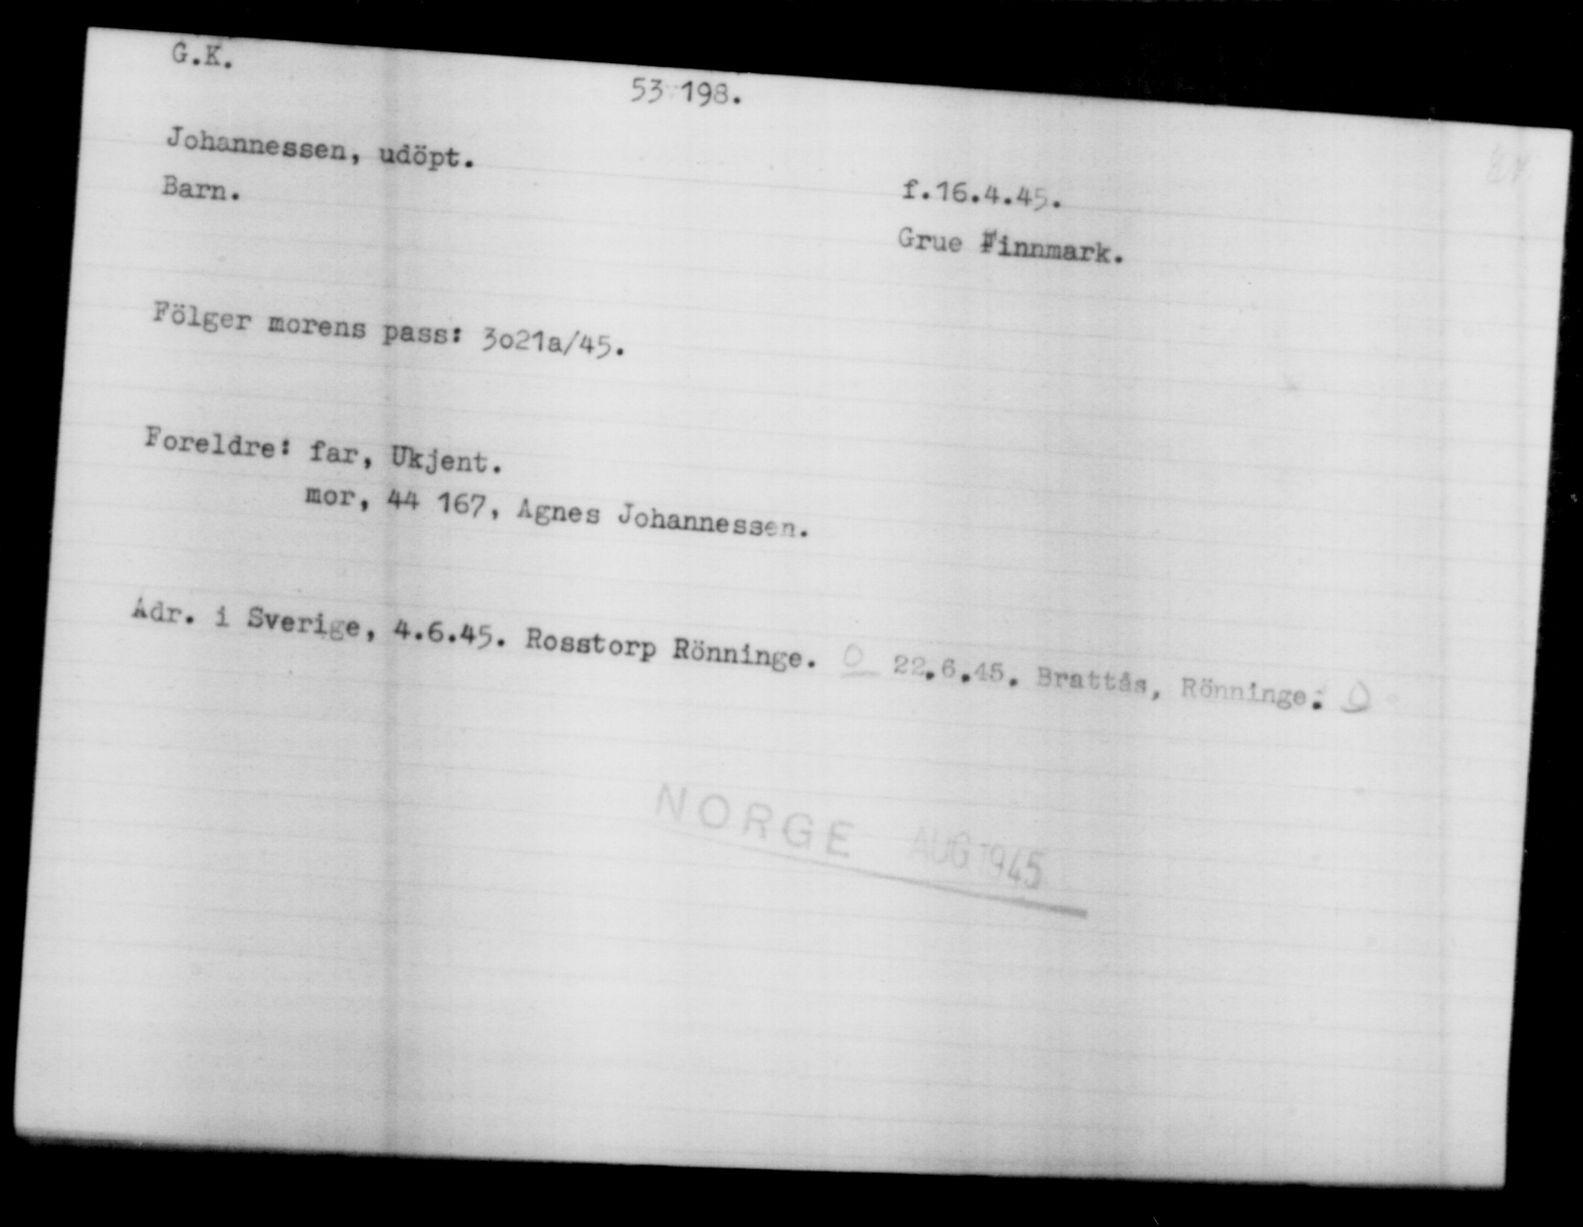 G.K.
53 198.
Johannessen, udöpt.
Barn.
f.16.4.45.
Grue Finnmark.
Fölger morens pass: 3o21a/45.
Foreldre: far, Ukjent.
mor, 44 167, Agnes Johannessen.
Adr. i Sverige, 4.6.45. Rosstorp Rönninge. O 22.6.45. Brattås, Rönninge. O
NORGE AUG 1945